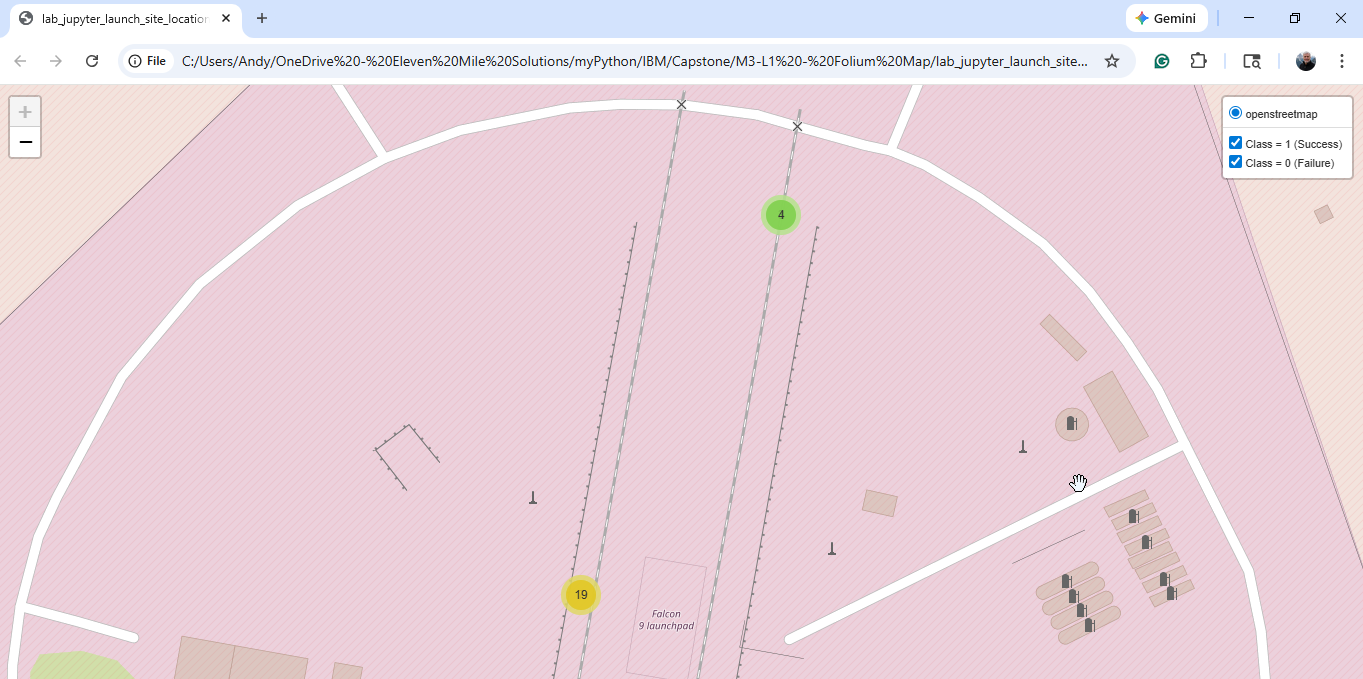 lab_jupyter_launch_site_location
Gemini
File
C:/Users/Andy/OneDrive%20-%20Eleven%20Mile%20Solutions/myPython/IBM/Capstone/M3-L1%20-%20Folium%20Map/lab_jupyter_launch_site...
+
−
openstreetmap
Class = 1 (Success)
Class = 0 (Failure)
4
19
Falcon
9 launchpad